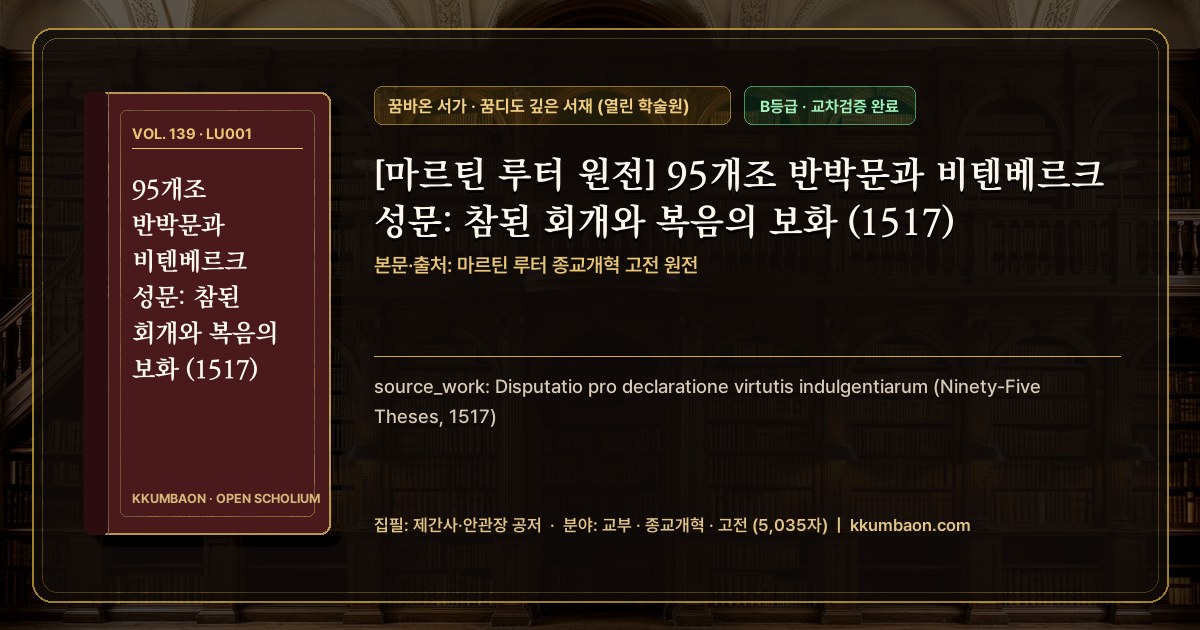 VOL. 139 · LU001
95개조
반박문과
비텐베르크
성문: 참된
회개와 복음의
보화 (1517)
KKUMBAON · OPEN SCHOLIUM
꿈바온 서가 · 꿈디도 깊은 서재 (열린 학술원)
B등급 · 교차검증 완료
[마르틴 루터 원전] 95개조 반박문과 비텐베르크
성문: 참된 회개와 복음의 보화 (1517)
본문·출처: 마르틴 루터 종교개혁 고전 원전
source_work: Disputatio pro declaratione virtutis indulgentiarum (Ninety-Five
Theses, 1517)
집필: 제간사·안관장 공저 · 분야: 교부 · 종교개혁 · 고전 (5,035자) | kkumbaon.com